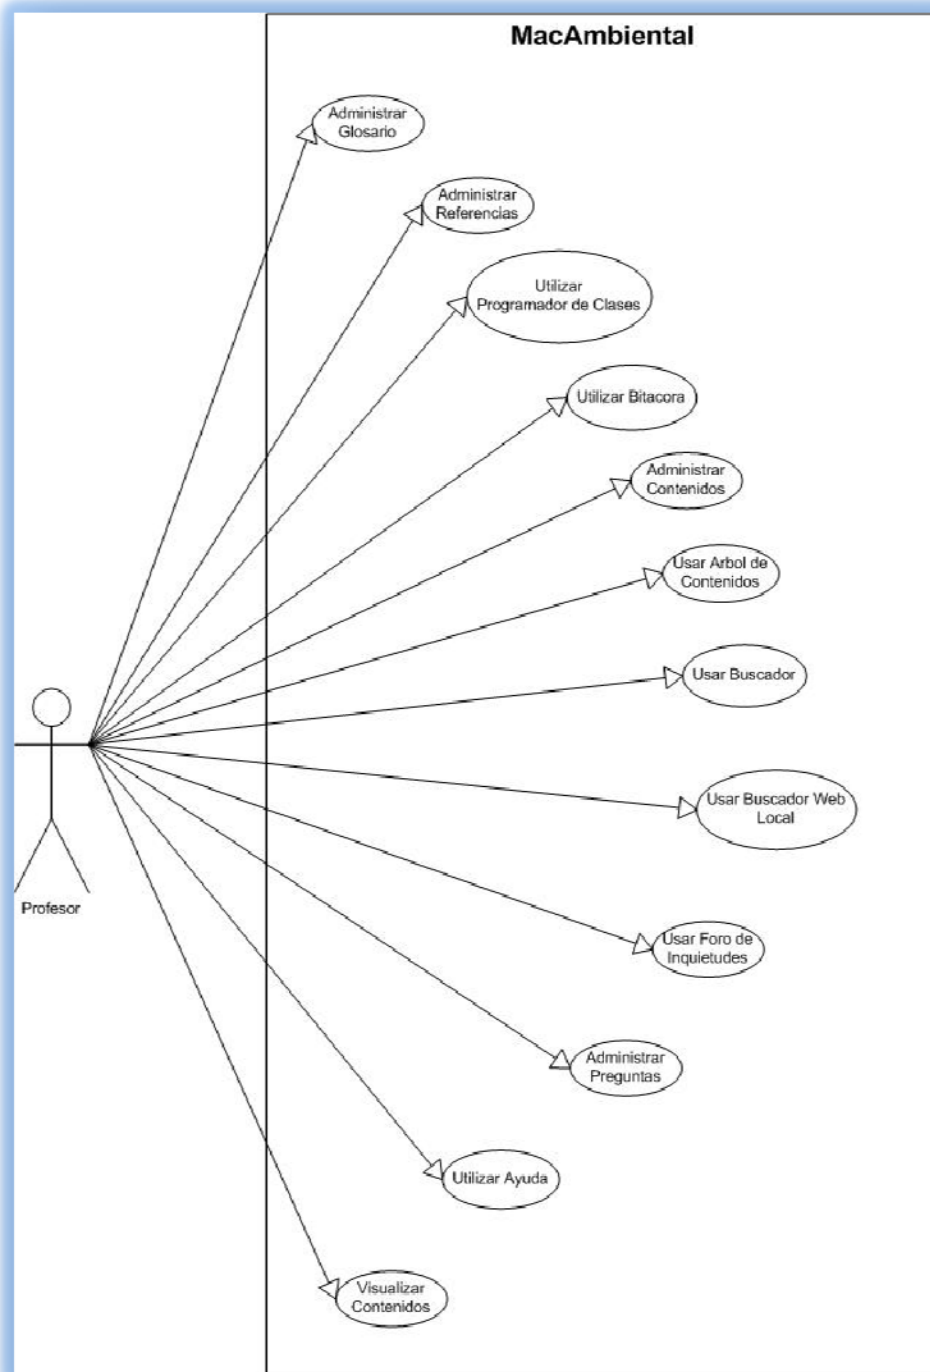 MacAmbiental
Administrar
Glosario
Administrar
Referencias
Utilizar
Programador de Clases
Utilizar Bitacora
Administrar
Contenidos
Usar Arbol de
Contenidos
Usar Buscador
Usar Buscador Web
Local
Profesor
Usar Foro de
Inquietudes
Administrar
Preguntas
Utilizar Ayuda
Visualizar
Contenidos